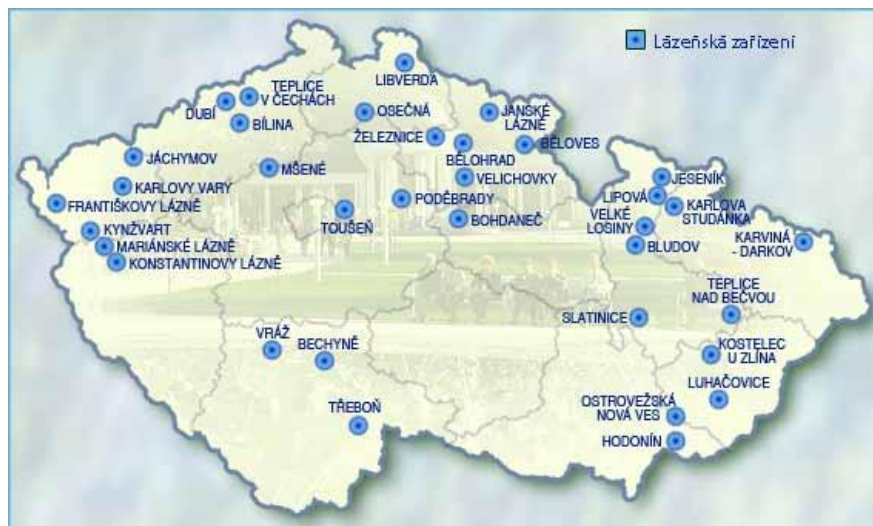 Lázeňská zařízení
LIBVERDA
TEPLICE
V ČECHÁCH
DUBÍ
BÍLINA
OSEČNÁ
JANSKÉ
LÁZNĚ
ŽELEZNICE
BĚLOHRAD
BĚLOVES
JÁCHYMOV
MŠENÉ
VELICHOVKY
KARLOVY VARY
FRANTIŠKOVY LÁZNĚ
PODĚBRADY
TOUŠEŇ
BOHDANEČ
JESENÍK
LIPOVÁ
KARLOVA
STUDÁNKA
VELKÉ
LOSINY
BLUDOV
KYNŽVART
MARIÁNSKÉ LÁZNĚ
KONSTANTINOVY LÁZNĚ
KARVINÁ
- DARKOV
TEPLICE
NAD BEČVOU
SLATINICE
VRÁŽ
BECHYNĚ
KOSTELEC
U ZLÍNA
LUHAČOVICE
TŘEBOŇ
OSTROVEŽSKÁ
NOVÁ VES
HODONÍN